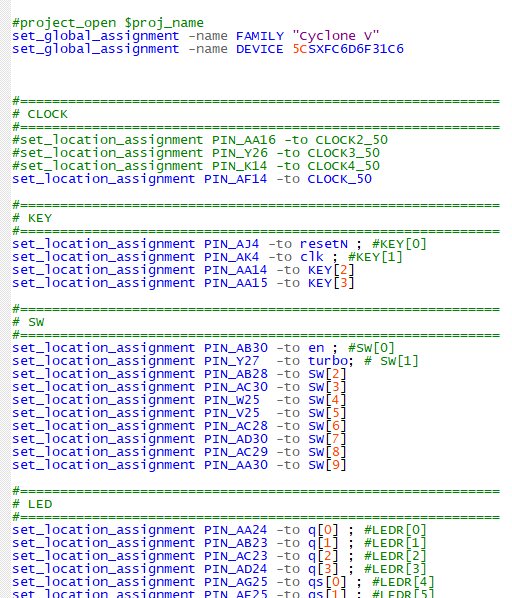 #project_open $proj_name
set_global_assignment -name FAMILY "Cyclone V"
set_global_assignment -name DEVICE 5CSXFC6D6F31C6
#============================================================
# CLOCK
#============================================================
#set_location_assignment PIN_AA16 -to CLOCK2_50
#set_location_assignment PIN_Y26 -to CLOCK3_50
#set_location_assignment PIN_K14 -to CLOCK4_50
set_location_assignment PIN_AF14 -to CLOCK_50
#============================================================
# KEY
#============================================================
set_location_assignment PIN_AJ4 -to resetN ; #KEY[0]
set_location_assignment PIN_AK4 -to clk ; #KEY[1]
set_location_assignment PIN_AA14 -to KEY[2]
set_location_assignment PIN_AA15 -to KEY[3]
#============================================================
# SW
#============================================================
set_location_assignment PIN_AB30 -to en ; #SW[0]
set_location_assignment PIN_Y27  -to turbo; # SW[1]
set_location_assignment PIN_AB28 -to SW[2]
set_location_assignment PIN_AC30 -to SW[3]
set_location_assignment PIN_W25  -to SW[4]
set_location_assignment PIN_V25  -to SW[5]
set_location_assignment PIN_AC28 -to SW[6]
set_location_assignment PIN_AD30 -to SW[7]
set_location_assignment PIN_AC29 -to SW[8]
set_location_assignment PIN_AA30 -to SW[9]
#============================================================
# LED
#============================================================
set_location_assignment PIN_AA24 -to q[0] ; #LEDR[0]
set_location_assignment PIN_AB23 -to q[1] ; #LEDR[1]
set_location_assignment PIN_AC23 -to q[2] ; #LEDR[2]
set_location_assignment PIN_AD24 -to q[3] ; #LEDR[3]
set_location_assignment PIN_AG25 -to qs[0] ; #LEDR[4]
set_location_assignment PIN_AF25 -to qs[1] ; #LEDR[5]